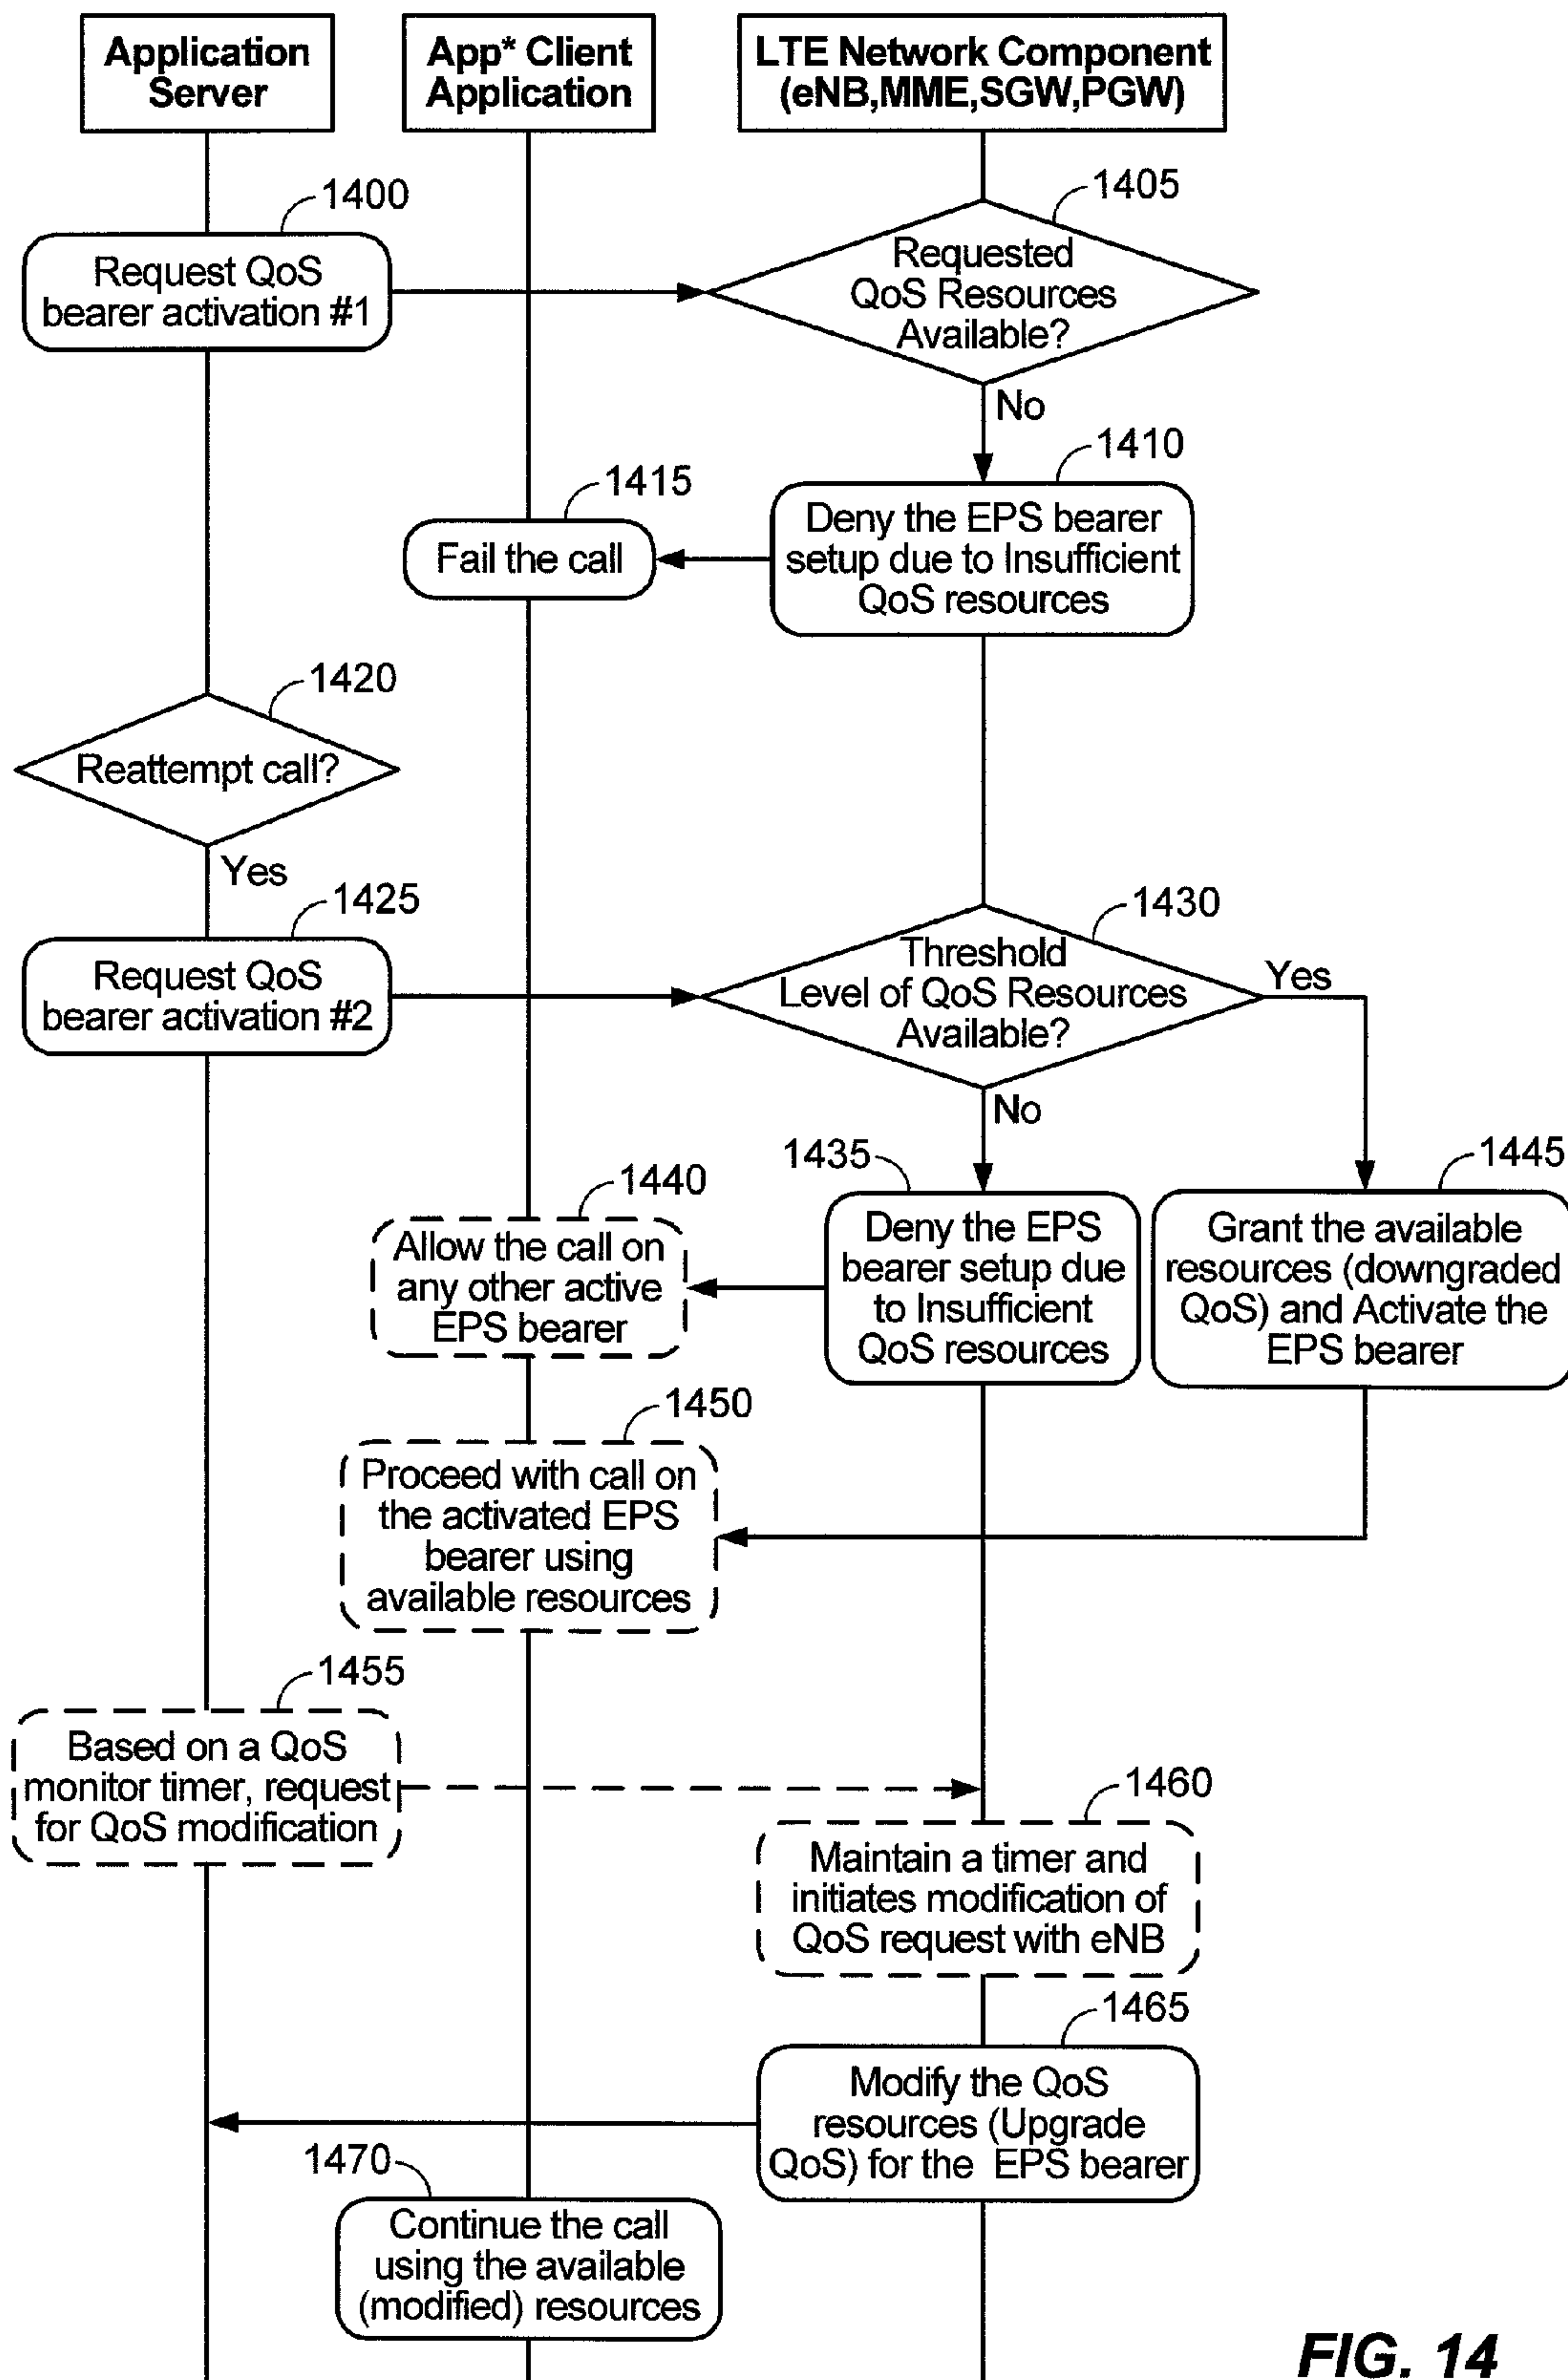 Application
Server
App* Client
Application
LTE Network Component
(eNB,MME,SGW,PGW)
1400
1405
Request QoS
bearer activation #1
Requested
QoS Resources
Available?
No
1410
1415
Deny the EPS bearer
setup due to Insufficient
QoS resources
Fail the call
1420
Reattempt call?
Yes
1425
1430
Request QoS
bearer activation #2
Threshold
Level of QoS Resources
Available?
Yes
No
1435
1445
1440
Allow the call on
any other active
EPS bearer
Deny the EPS
bearer setup due
to Insufficient
QoS resources
Grant the available
resources (downgraded
QoS) and Activate the
EPS bearer
1450
Proceed with call on
the activated EPS
bearer using
available resources
1455
Based on a QoS
monitor timer, request
for QoS modification
1460
Maintain a timer and
initiates modification of
QoS request with eNB
1465
Modify the QoS
resources (Upgrade
QoS) for the EPS bearer
1470
Continue the call
using the available
(modified) resources
FIG. 14